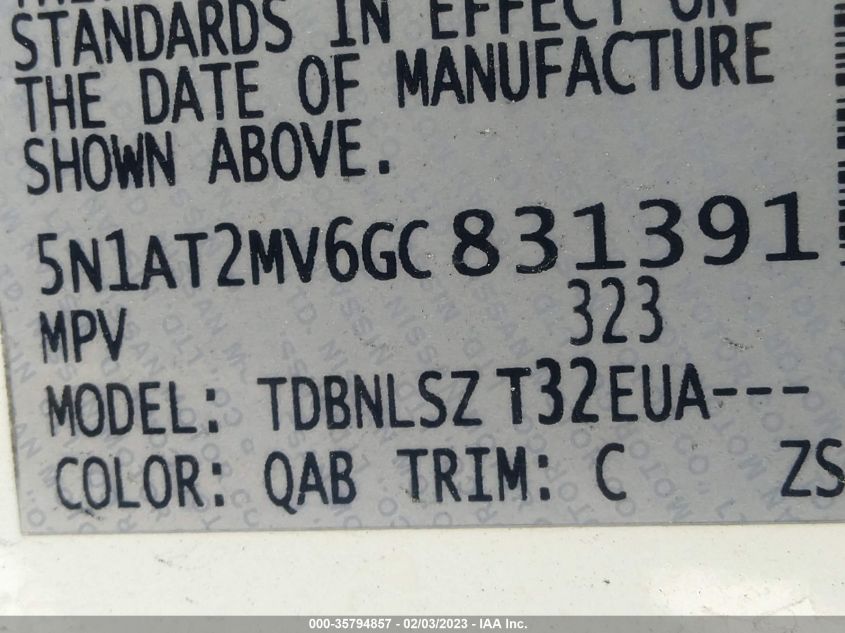 STANDARDS IN EFFECT ON
THE DATE OF MANUFACTURE
SHOWN ABOVE.
5N1AT2MV6GC831391
MPV 323
MODEL: TDBNLSZ T32EUA---
COLOR: QAB TRIM: C ZS
000-35794857 - 02/03/2023 - IAA Inc.